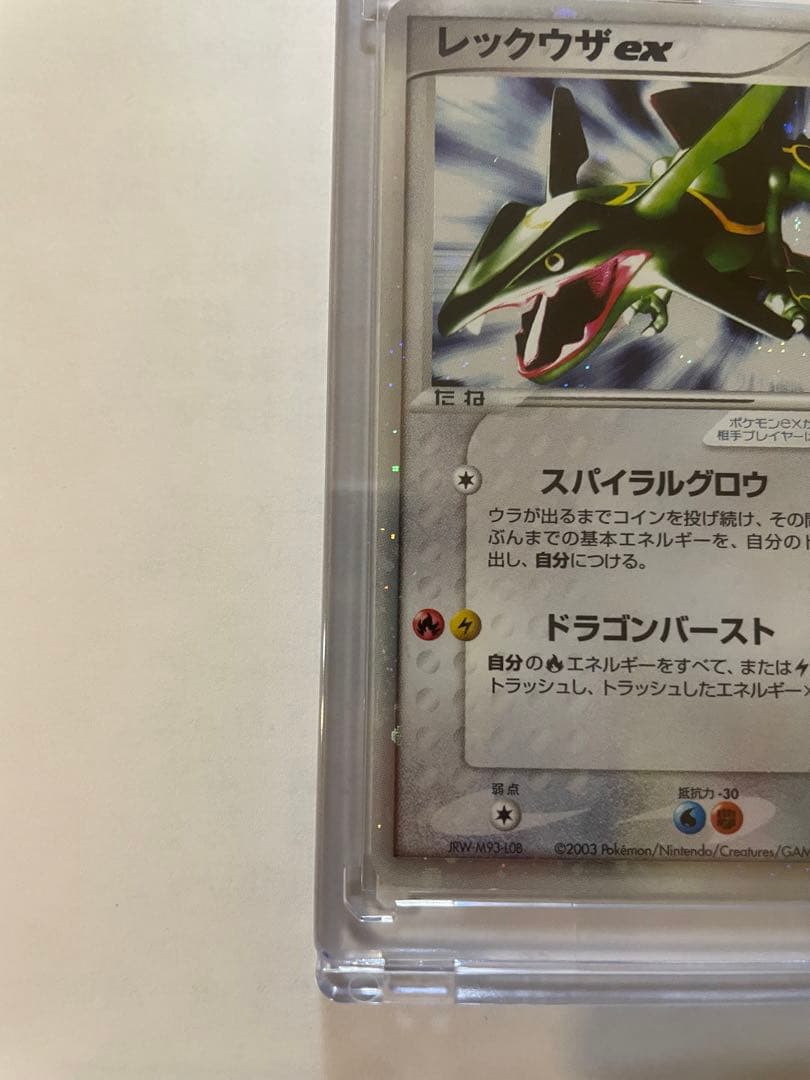 レックウザex
たね
ポケモンexが
相手プレイヤーは
スパイラルグロウ
ウラが出るまでコインを投げ続け、その
ぶんまでの基本エネルギーを、自分の
出し、自分につける。
ドラゴンバースト
自分の🔥エネルギーをすべて、または⚡
トラッシュし、トラッシュしたエネルギー×
弱点
抵抗力 -30
JRW-M93-L0B
©2003 Pokémon/Nintendo/Creatures/GAM